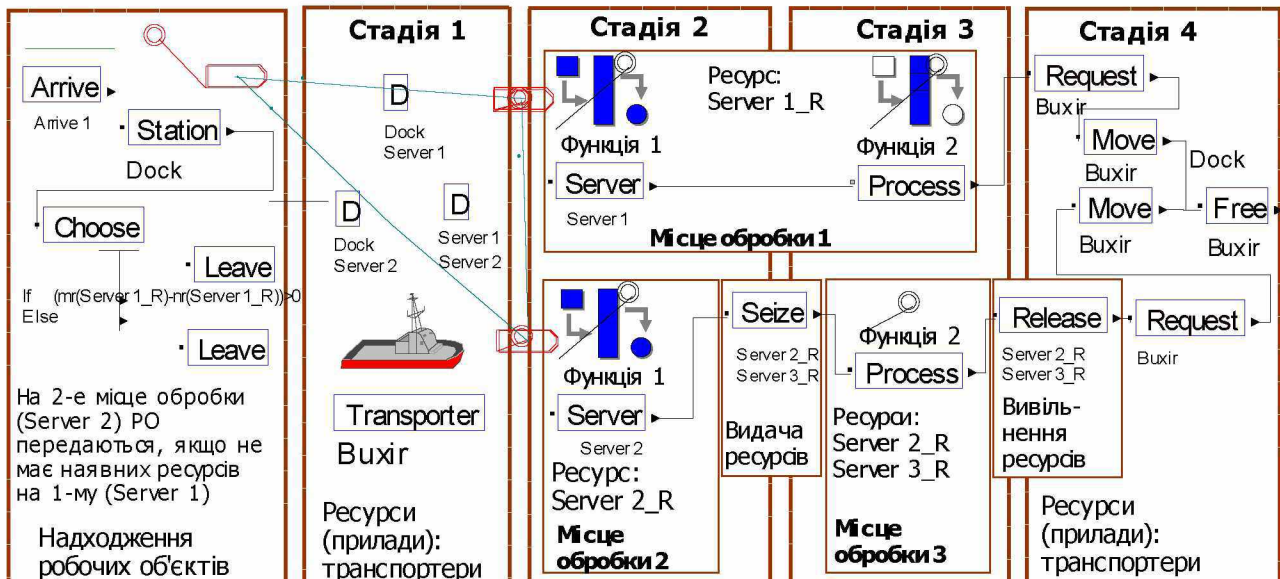 Arrive
Arrive 1
Station
Dock
Choose
Leave
If (mr(Server 1_R)-nr(Server 1_R))>0
Else
Leave
На 2-е місце обробки
(Server 2) РО
передаються, якщо не
має наявних ресурсів
на 1-му (Server 1)
Надходження
робочих об'єктів
Стадія 1
D
Dock
Server 1
D
Dock
Server 2
D
Server 1
Server 2
Transporter
Buxir
Ресурси
(прилади):
транспортери
Стадія 2
Стадія 3
Ресурс:
Server 1_R
Функція 1
Функція 2
Server
Process
Server 1
Місце обробки 1
Функція 1
Server
Server 2
Ресурс:
Server 2_R
Місце
обробки 2
Seize
Server 2_R
Server 3_R
Видача
ресурсів
Функція 2
Process
Ресурси:
Server 2_R
Server 3_R
Місце
обробки 3
Release
Server 2_R
Server 3_R
Вивіль-
нення
ресурсів
Стадія 4
Request
Buxir
Move
Buxir
Dock
Move
Buxir
Free
Buxir
Request
Buxir
Ресурси
(прилади):
транспортери